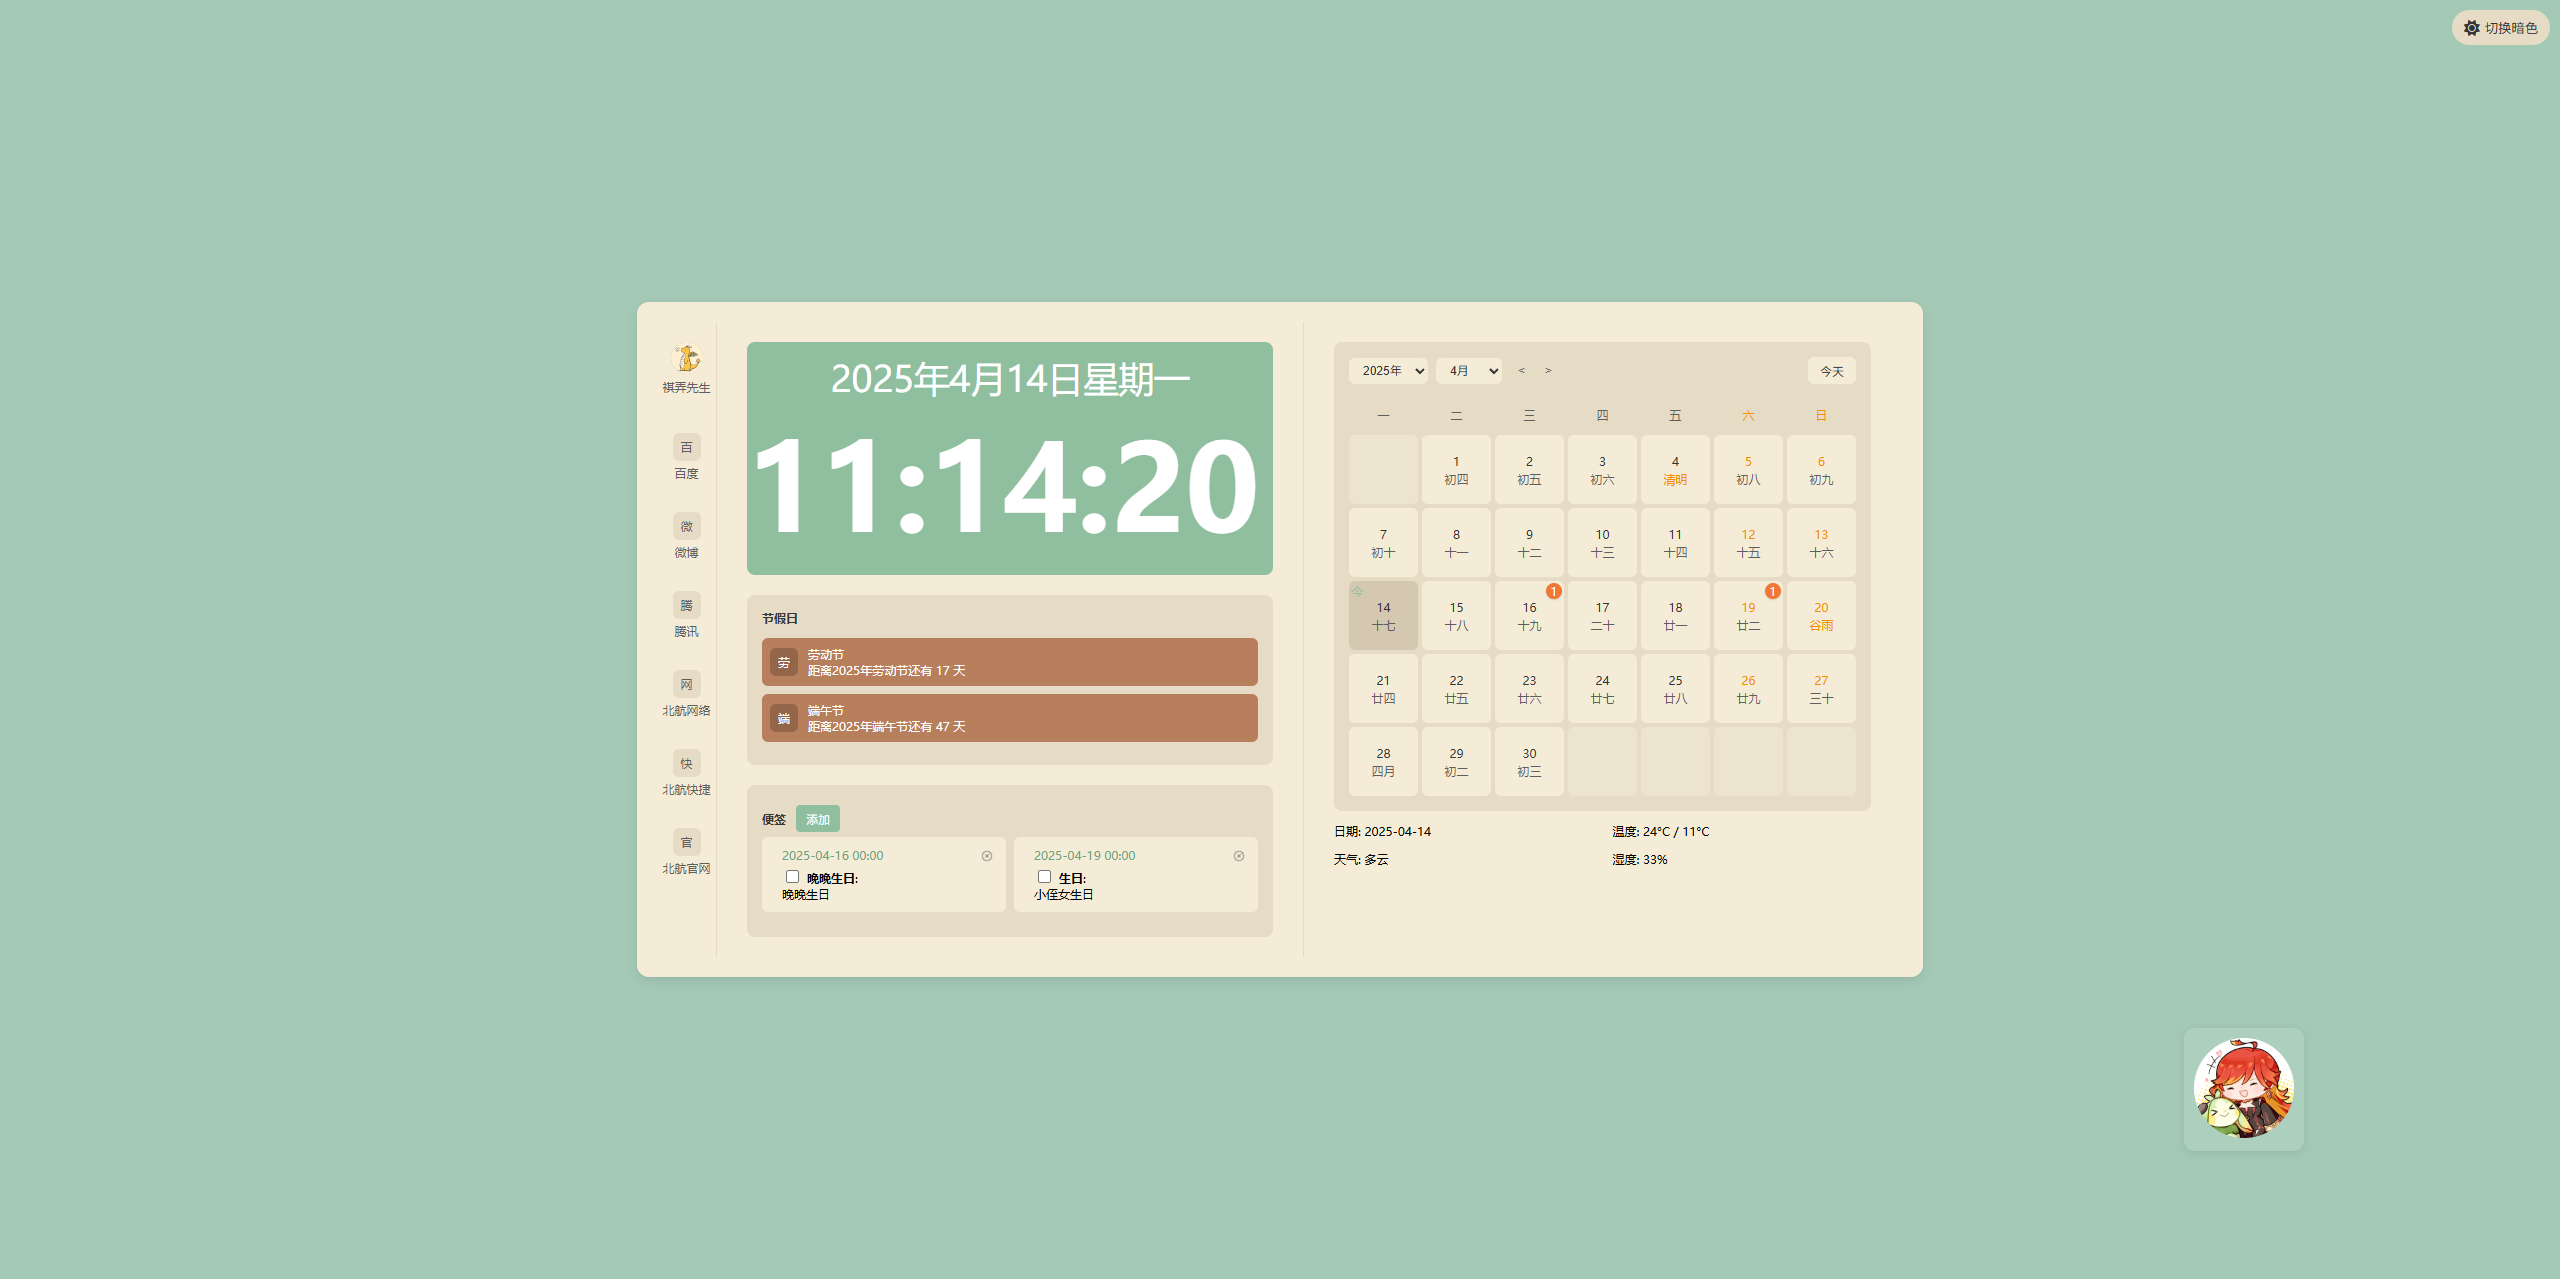 切换暗色
祺弄先生
百
百度
微
微博
腾
腾讯
网
北航网络
快
北航快捷
官
北航官网
2025年4月14日星期一
11:14:20
节假日
劳
劳动节
距离2025年劳动节还有 17 天
端
端午节
距离2025年端午节还有 47 天
便签 添加
2025-04-16 00:00
晚晚生日:
晚晚生日
2025-04-19 00:00
生日:
小侄女生日
2025年 4月 < > 今天
一 二 三 四 五 六 日
1 2 3 4 5 6
初四 初五 初六 清明 初八 初九
7 8 9 10 11 12 13
初十 十一 十二 十三 十四 十五 十六
今 1 1
14 15 16 17 18 19 20
十七 十八 十九 二十 廿一 廿二 谷雨
21 22 23 24 25 26 27
廿四 廿五 廿六 廿七 廿八 廿九 三十
28 29 30
四月 初二 初三
日期: 2025-04-14 温度: 24°C / 11°C
天气: 多云 湿度: 33%